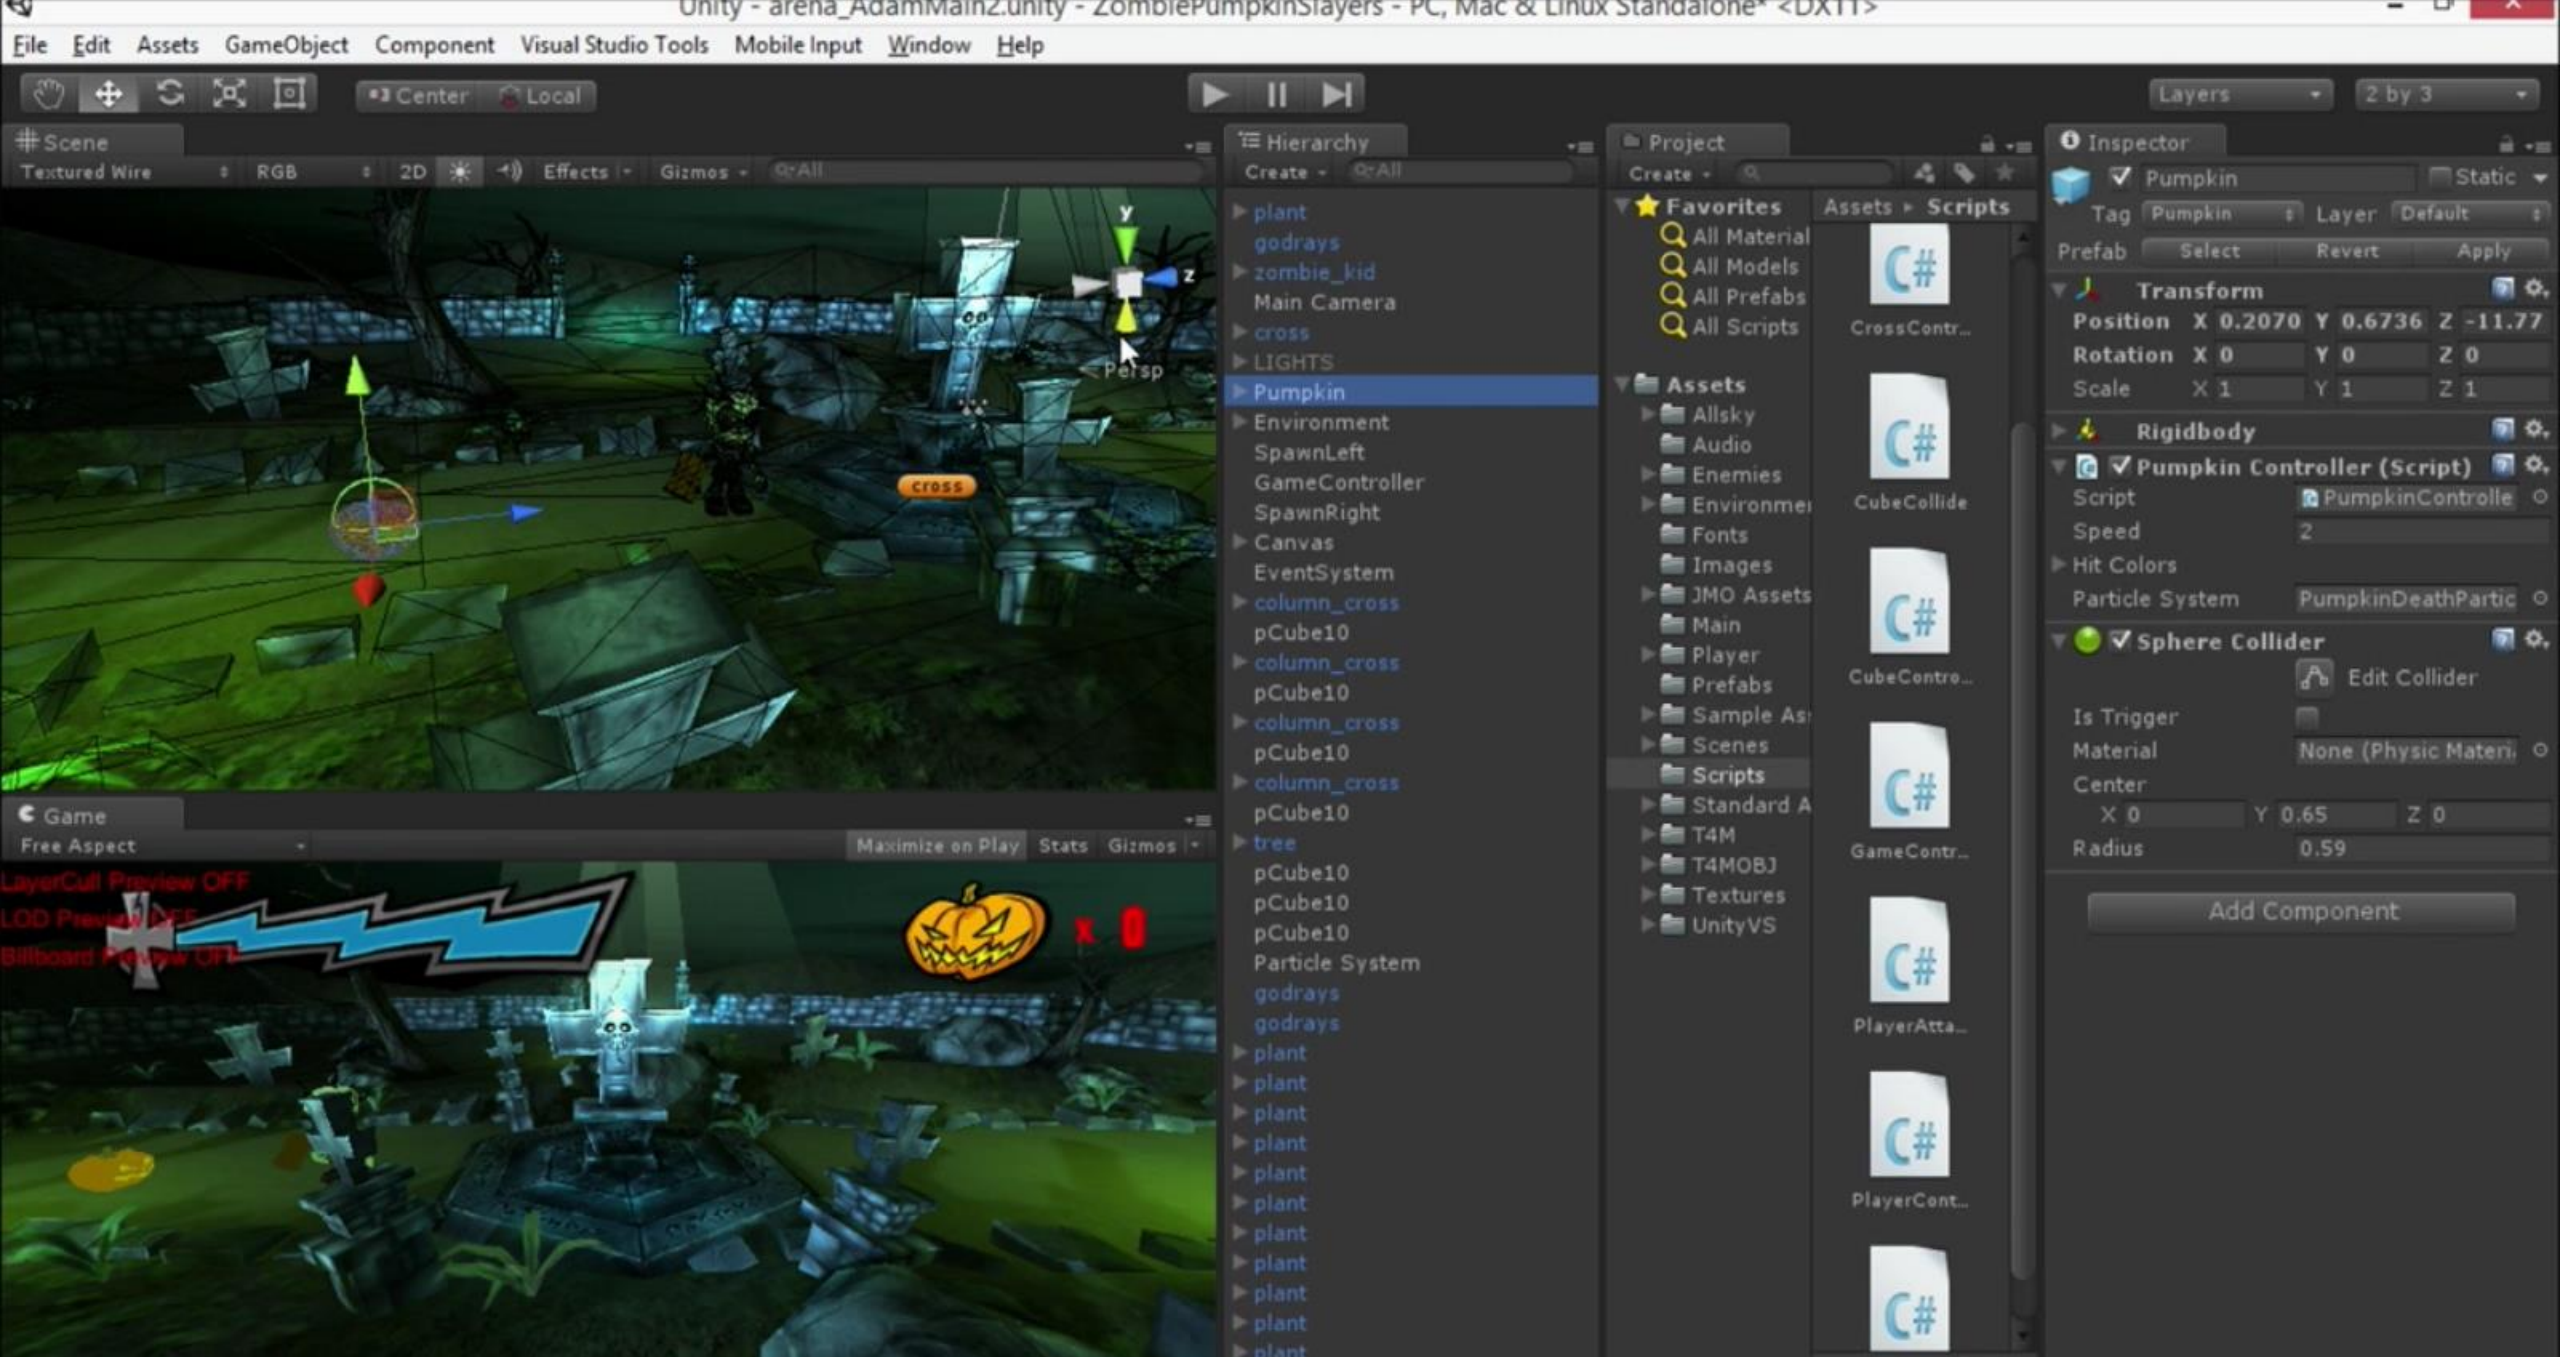 Unity - arena_AdamMain2.unity - ZombiePumpkinSlayers - PC, Mac & Linux Standalone* <DX11>
File Edit Assets GameObject Component Visual Studio Tools Mobile Input Window Help
Center Local
Layers
2 by 3
Scene
Textured Wire RGB 2D Effects Gizmos All
y
z
Persp
cross
Game
Free Aspect Maximize on Play Stats Gizmos
LayerCull Preview OFF
LOD Preview OFF
Billboard Preview OFF
x 0
Hierarchy
Create All
plant
godrays
zombie_kid
Main Camera
cross
LIGHTS
Pumpkin
Environment
SpawnLeft
GameController
SpawnRight
Canvas
EventSystem
column_cross
pCube10
column_cross
pCube10
column_cross
pCube10
column_cross
pCube10
tree
pCube10
pCube10
pCube10
Particle System
godrays
godrays
plant
plant
plant
plant
plant
plant
plant
plant
plant
plant
plant
Project
Create
Favorites
All Material
All Models
All Prefabs
All Scripts
Assets
Allsky
Audio
Enemies
Environmer
Fonts
Images
JMO Assets
Main
Player
Prefabs
Sample As
Scenes
Scripts
Standard A
T4M
T4MOBJ
Textures
UnityVS
Assets Scripts
C#
CrossContr...
C#
CubeCollide
C#
CubeContro...
C#
GameContr...
C#
PlayerAtta...
C#
PlayerCont...
C#
Inspector
Pumpkin Static
Tag Pumpkin Layer Default
Prefab Select Revert Apply
Transform
Position X 0.2070 Y 0.6736 Z -11.77
Rotation X 0 Y 0 Z 0
Scale X 1 Y 1 Z 1
Rigidbody
Pumpkin Controller (Script)
Script PumpkinControlle
Speed 2
Hit Colors
Particle System PumpkinDeathPartic
Sphere Collider
Edit Collider
Is Trigger
Material None (Physic Materi
Center
X 0 Y 0.65 Z 0
Radius 0.59
Add Component